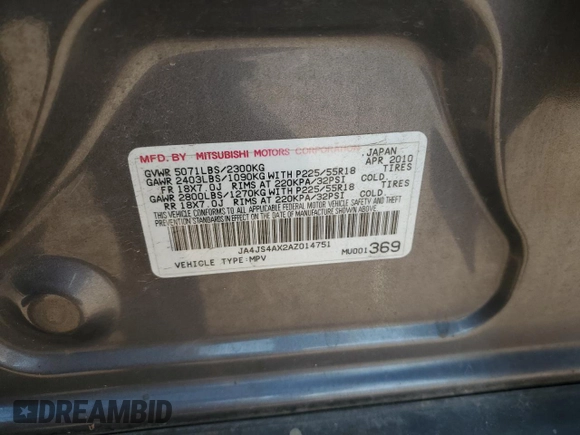 MFD. BY MITSUBISHI MOTORS CORPORATION JAPAN
GVWR 5071LBS/2300KG APR 2010
GAWR 2403LBS/1090KG WITH P225/55R18 TIRES
FR 18X7.0J RIMS AT 220KPA/32PSI COLD.
GAWR 2800LBS/1270KG WITH P225/55R18 TIRES
RR 18X7.0J RIMS AT 220KPA/32PSI COLD.
THIS VEHICLE CONFORMS TO ALL APPLICABLE FEDERAL MOTOR VEHICLE SAFETY, BUMPER AND THEFT
PREVENTION STANDARDS IN EFFECT ON THE DATE OF MANUFACTURE SHOWN ABOVE.
JA4JS4AX2AZ014751
VEHICLE TYPE:MPV MU001369
DREAMBID